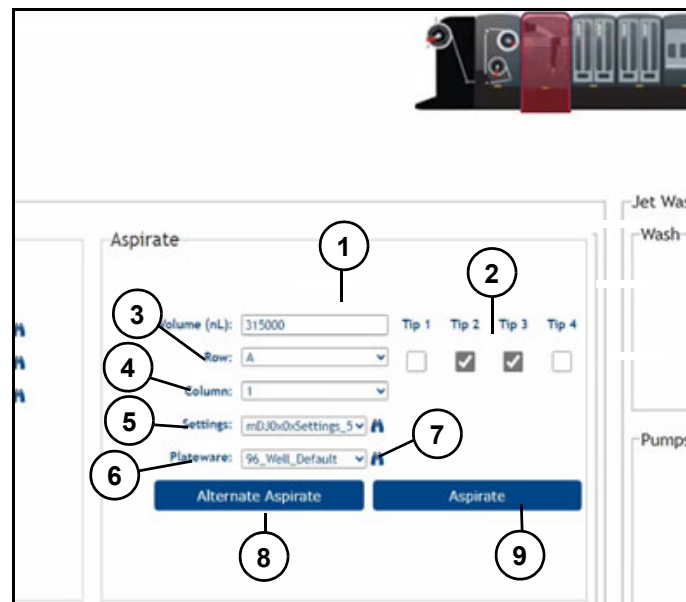 Jet Was
Aspirate
Wash
1
2
3
Volume (nL):
315000
Tip 1
Tip 2
Tip 3
Tip 4
Row:
A
4
Column:
1
5
Settings:
mDJ0x0xSettings_5
7
Pumps
6
Plateware:
96_Well_Default
Alternate Aspirate
Aspirate
8
9